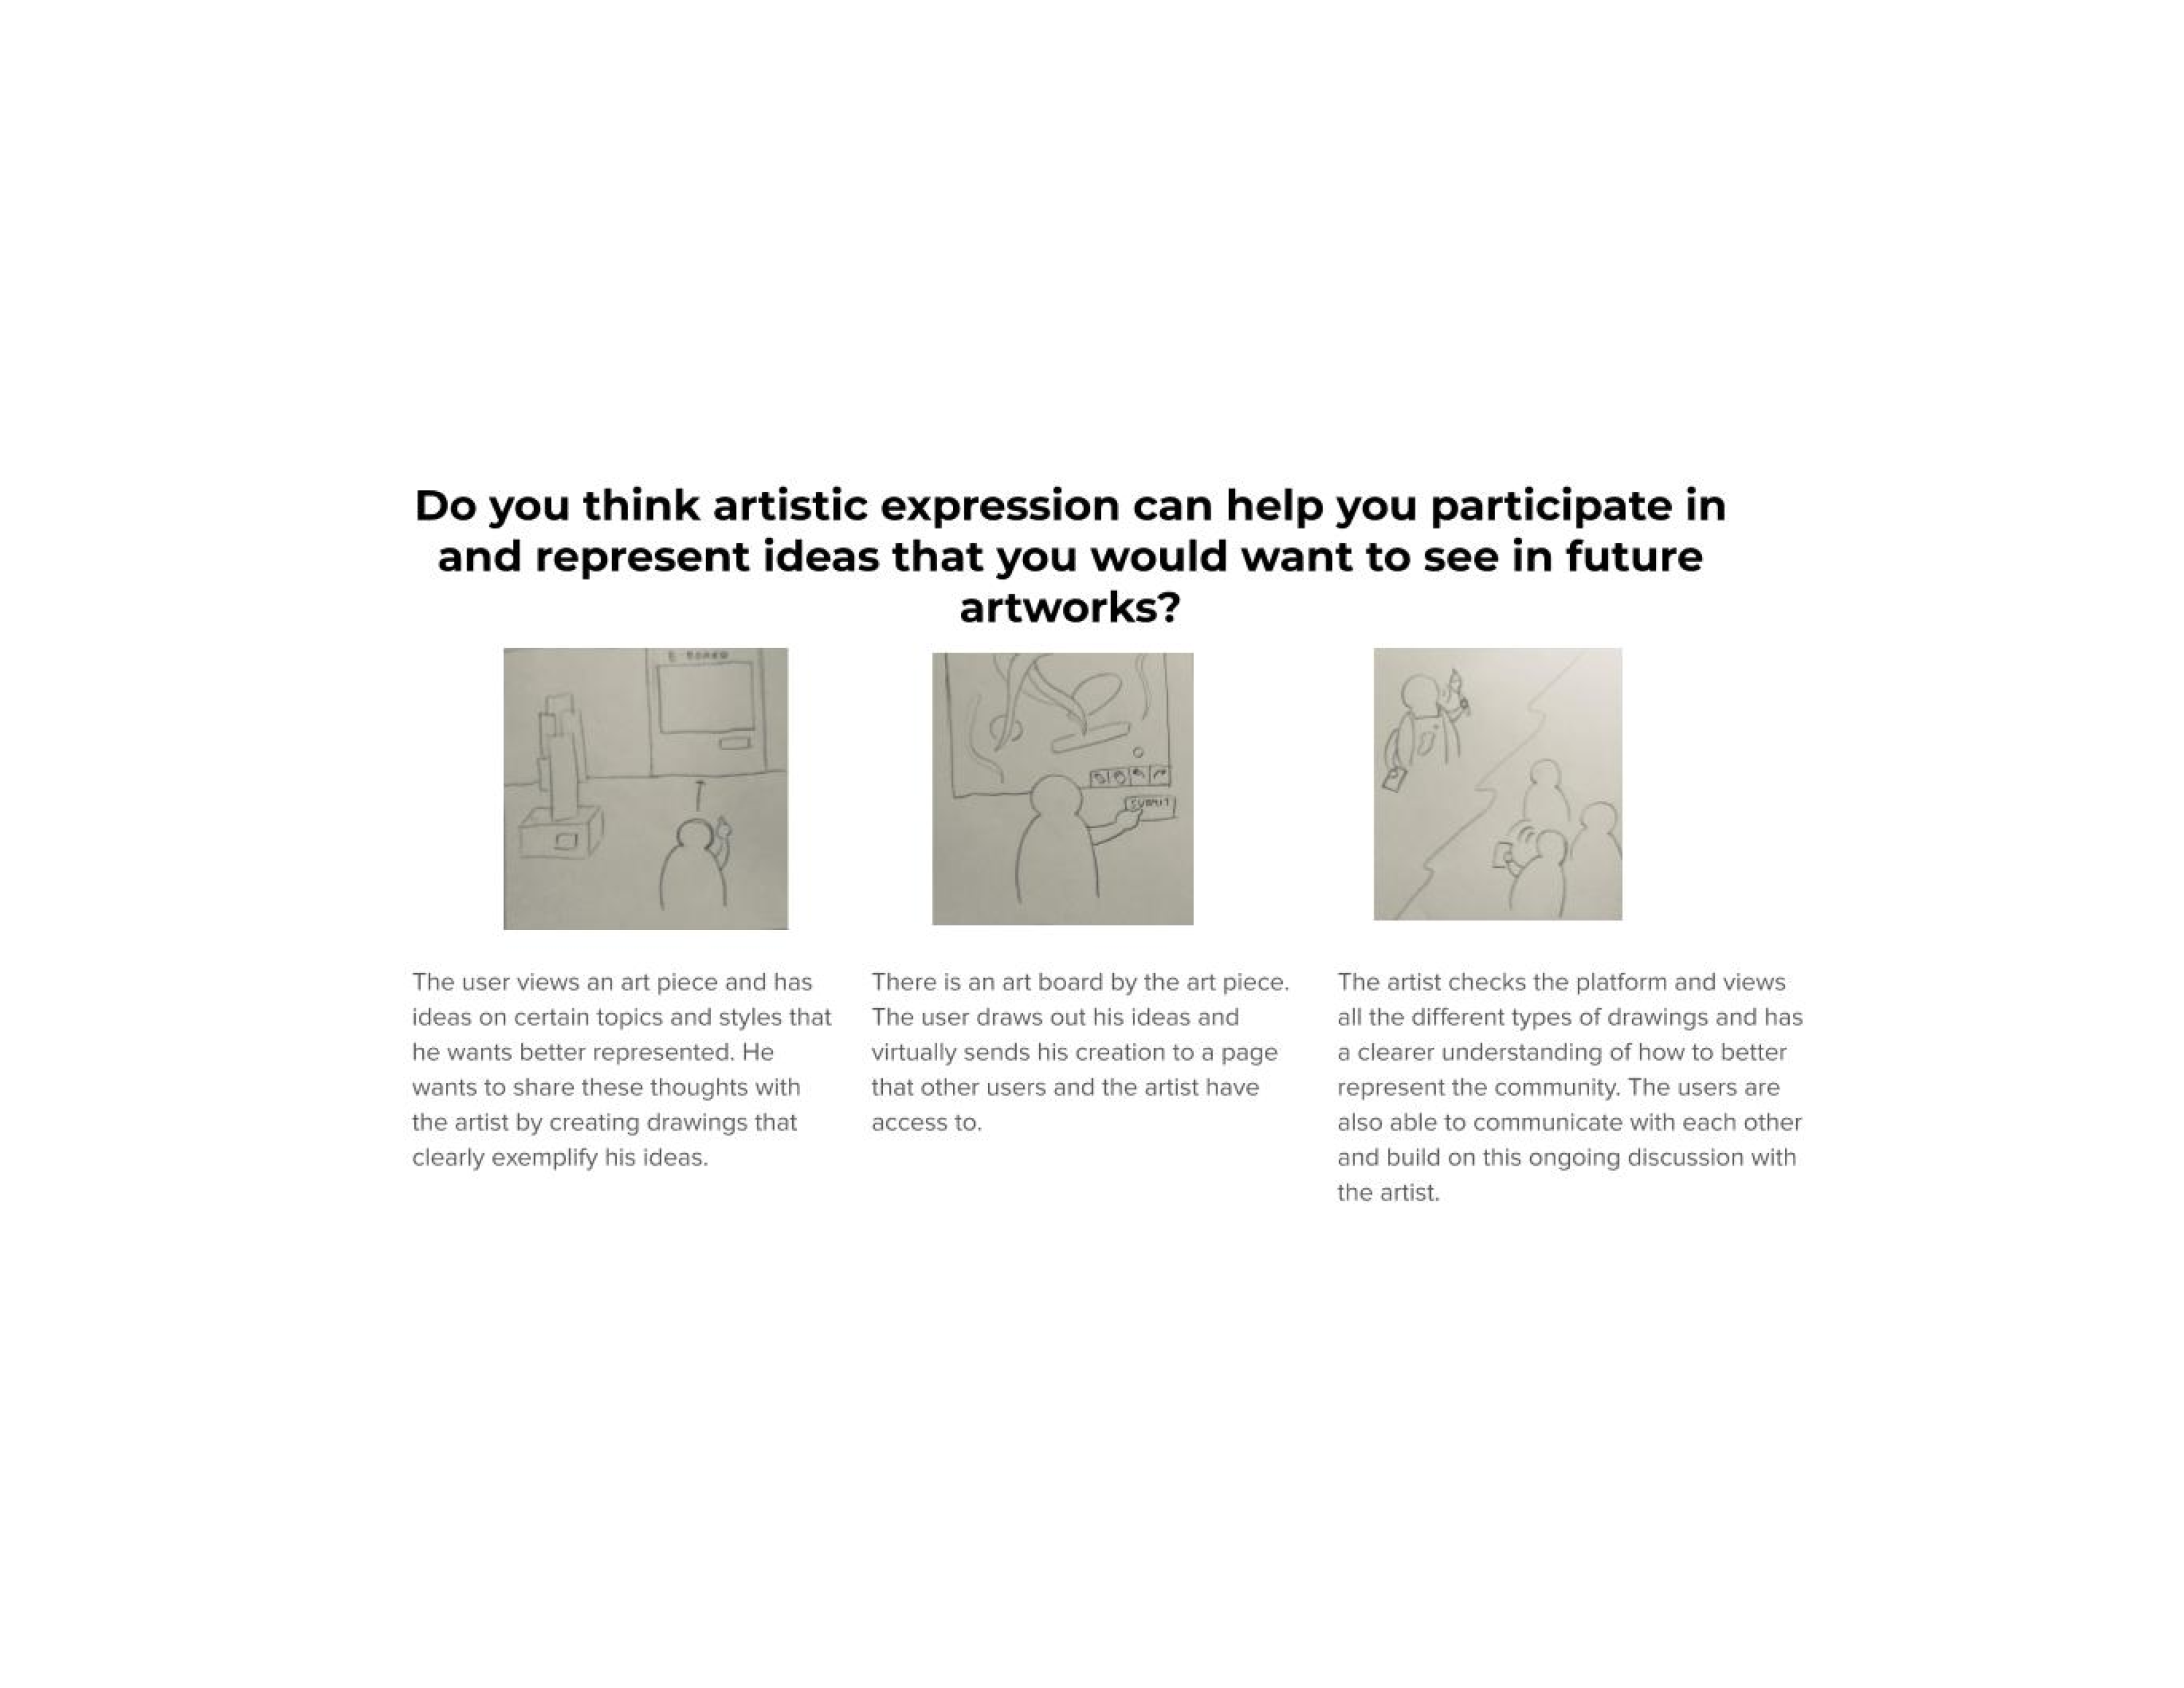 Do you think artistic expression can help you participate in
and represent ideas that you would want to see in future
artworks?
E-BOARD
SUBMIT
The user views an art piece and has
ideas on certain topics and styles that
he wants better represented. He
wants to share these thoughts with
the artist by creating drawings that
clearly exemplify his ideas.
There is an art board by the art piece.
The user draws out his ideas and
virtually sends his creation to a page
that other users and the artist have
access to.
The artist checks the platform and views
all the different types of drawings and has
a clearer understanding of how to better
represent the community. The users are
also able to communicate with each other
and build on this ongoing discussion with
the artist.